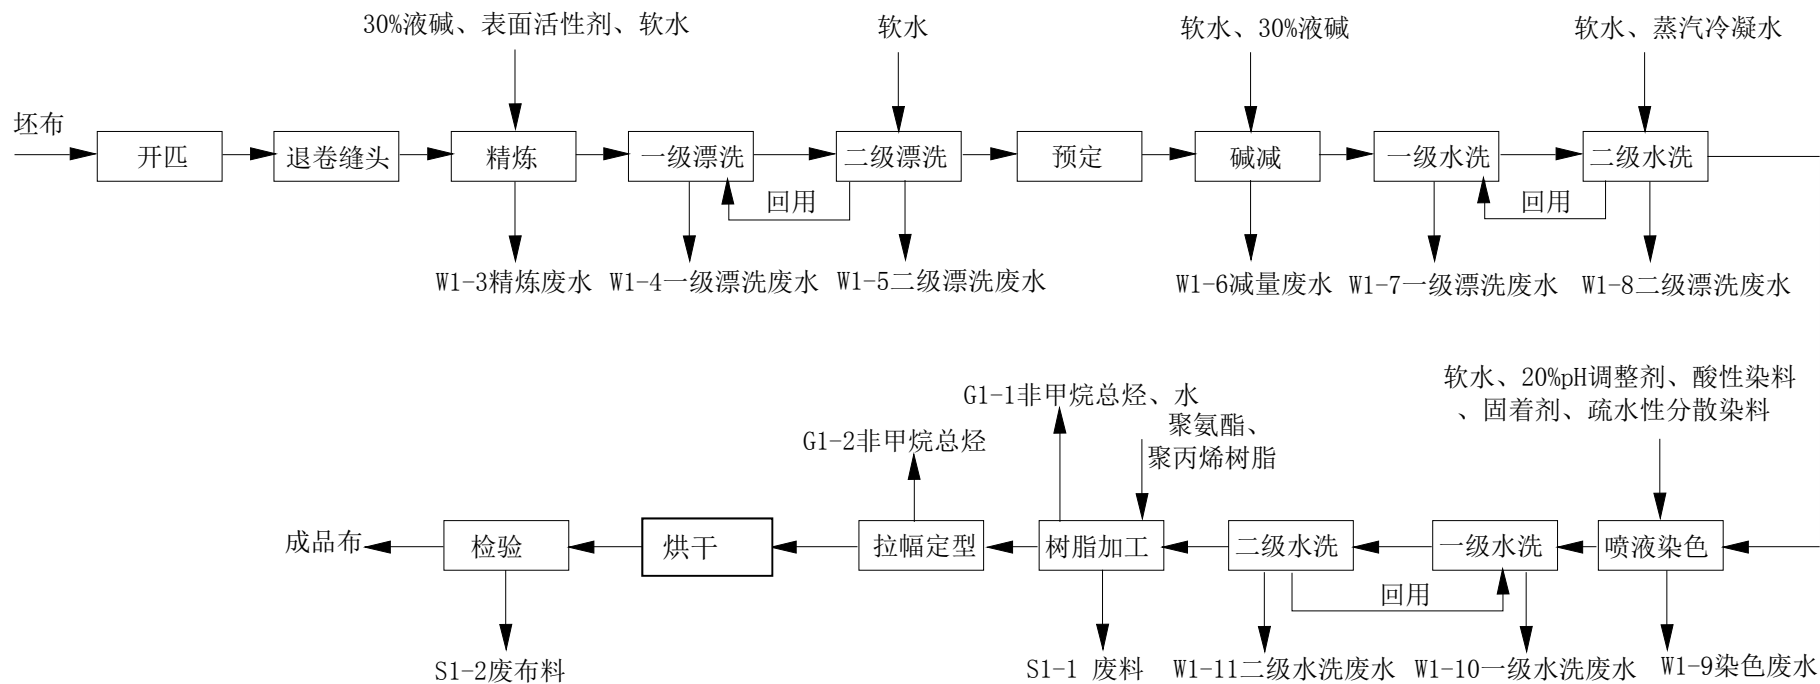 30%液碱、表面活性剂、软水
软水
软水、30%液碱
软水、蒸汽冷凝水
坯布
开匹
退卷缝头
精炼
一级漂洗
二级漂洗
预定
碱减
一级水洗
二级水洗
回用
回用
W1-3精炼废水
W1-4一级漂洗废水
W1-5二级漂洗废水
W1-6减量废水
W1-7一级漂洗废水
W1-8二级漂洗废水
软水、20%pH调整剂、酸性染料
、固着剂、疏水性分散染料
G1-1非甲烷总烃、水
聚氨酯、
聚丙烯树脂
G1-2非甲烷总烃
成品布
检验
烘干
拉幅定型
树脂加工
二级水洗
一级水洗
喷液染色
回用
S1-2废布料
S1-1 废料
W1-11二级水洗废水
W1-10一级水洗废水
W1-9染色废水